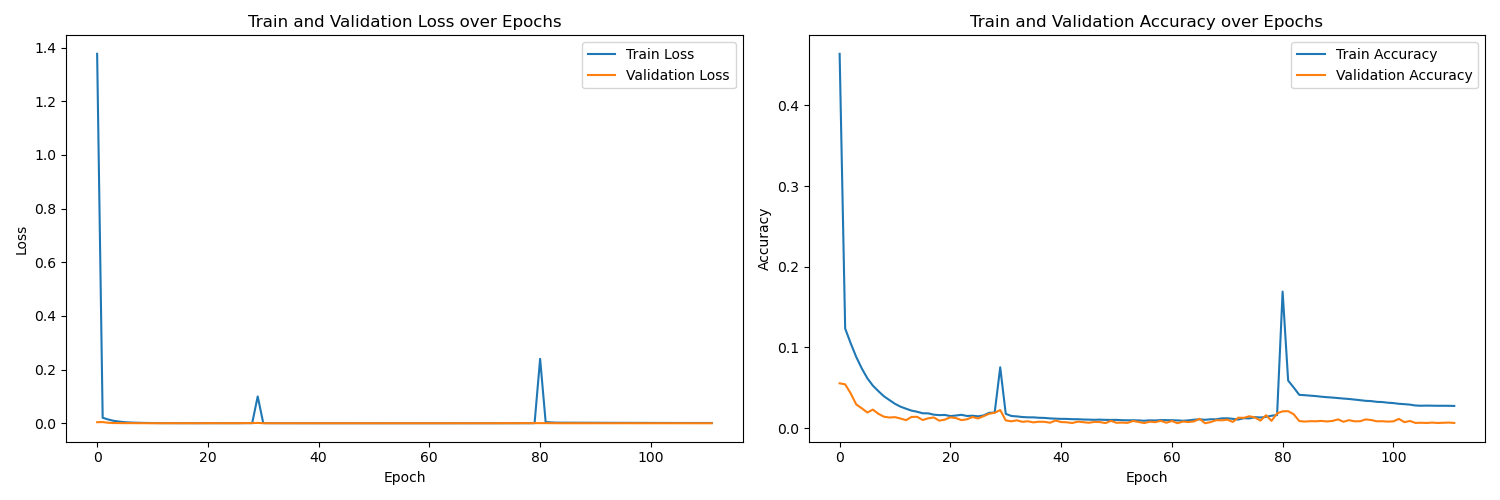 Train and Validation Loss over Epochs
1.4
1.2
1.0
0.8
0.6
0.4
0.2
0.0
Loss
0 20 40 60 80 100
Epoch
Train Loss
Validation Loss
Train and Validation Accuracy over Epochs
0.4
0.3
0.2
0.1
0.0
Accuracy
0 20 40 60 80 100
Epoch
Train Accuracy
Validation Accuracy